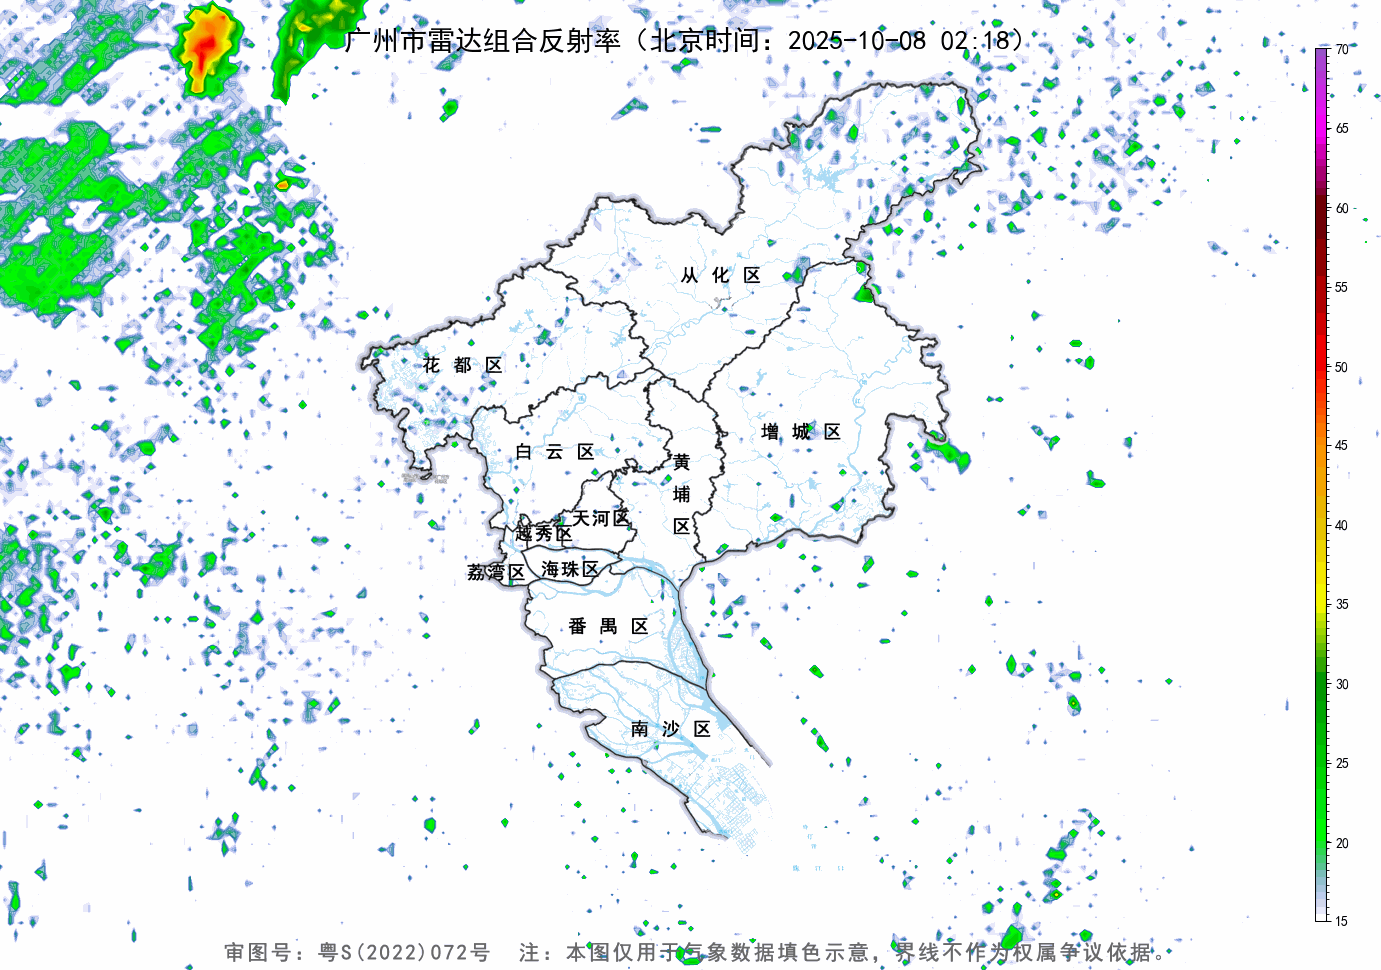 广州市雷达组合反射率（北京时间：2025-10-08 02:18）
70
65
60
55
50
45
40
35
30
25
20
15
从化区
花都区
增城区
白云区
黄埔区
天河区
越秀区
荔湾区
海珠区
番禺区
南沙区
审图号：粤S(2022)072号 注：本图仅用于气象数据填色示意，界线不作为权属争议依据。